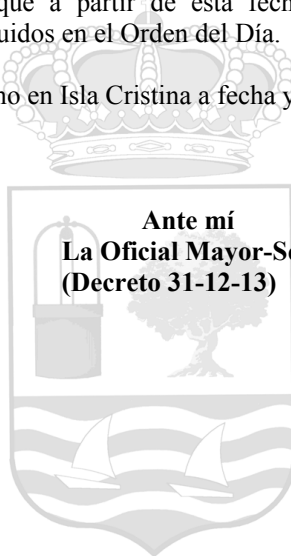 que a partir de esta fech
uidos en el Orden del Día.
no en Isla Cristina a fecha y
Ante mí
La Oficial Mayor-Se
(Decreto 31-12-13)